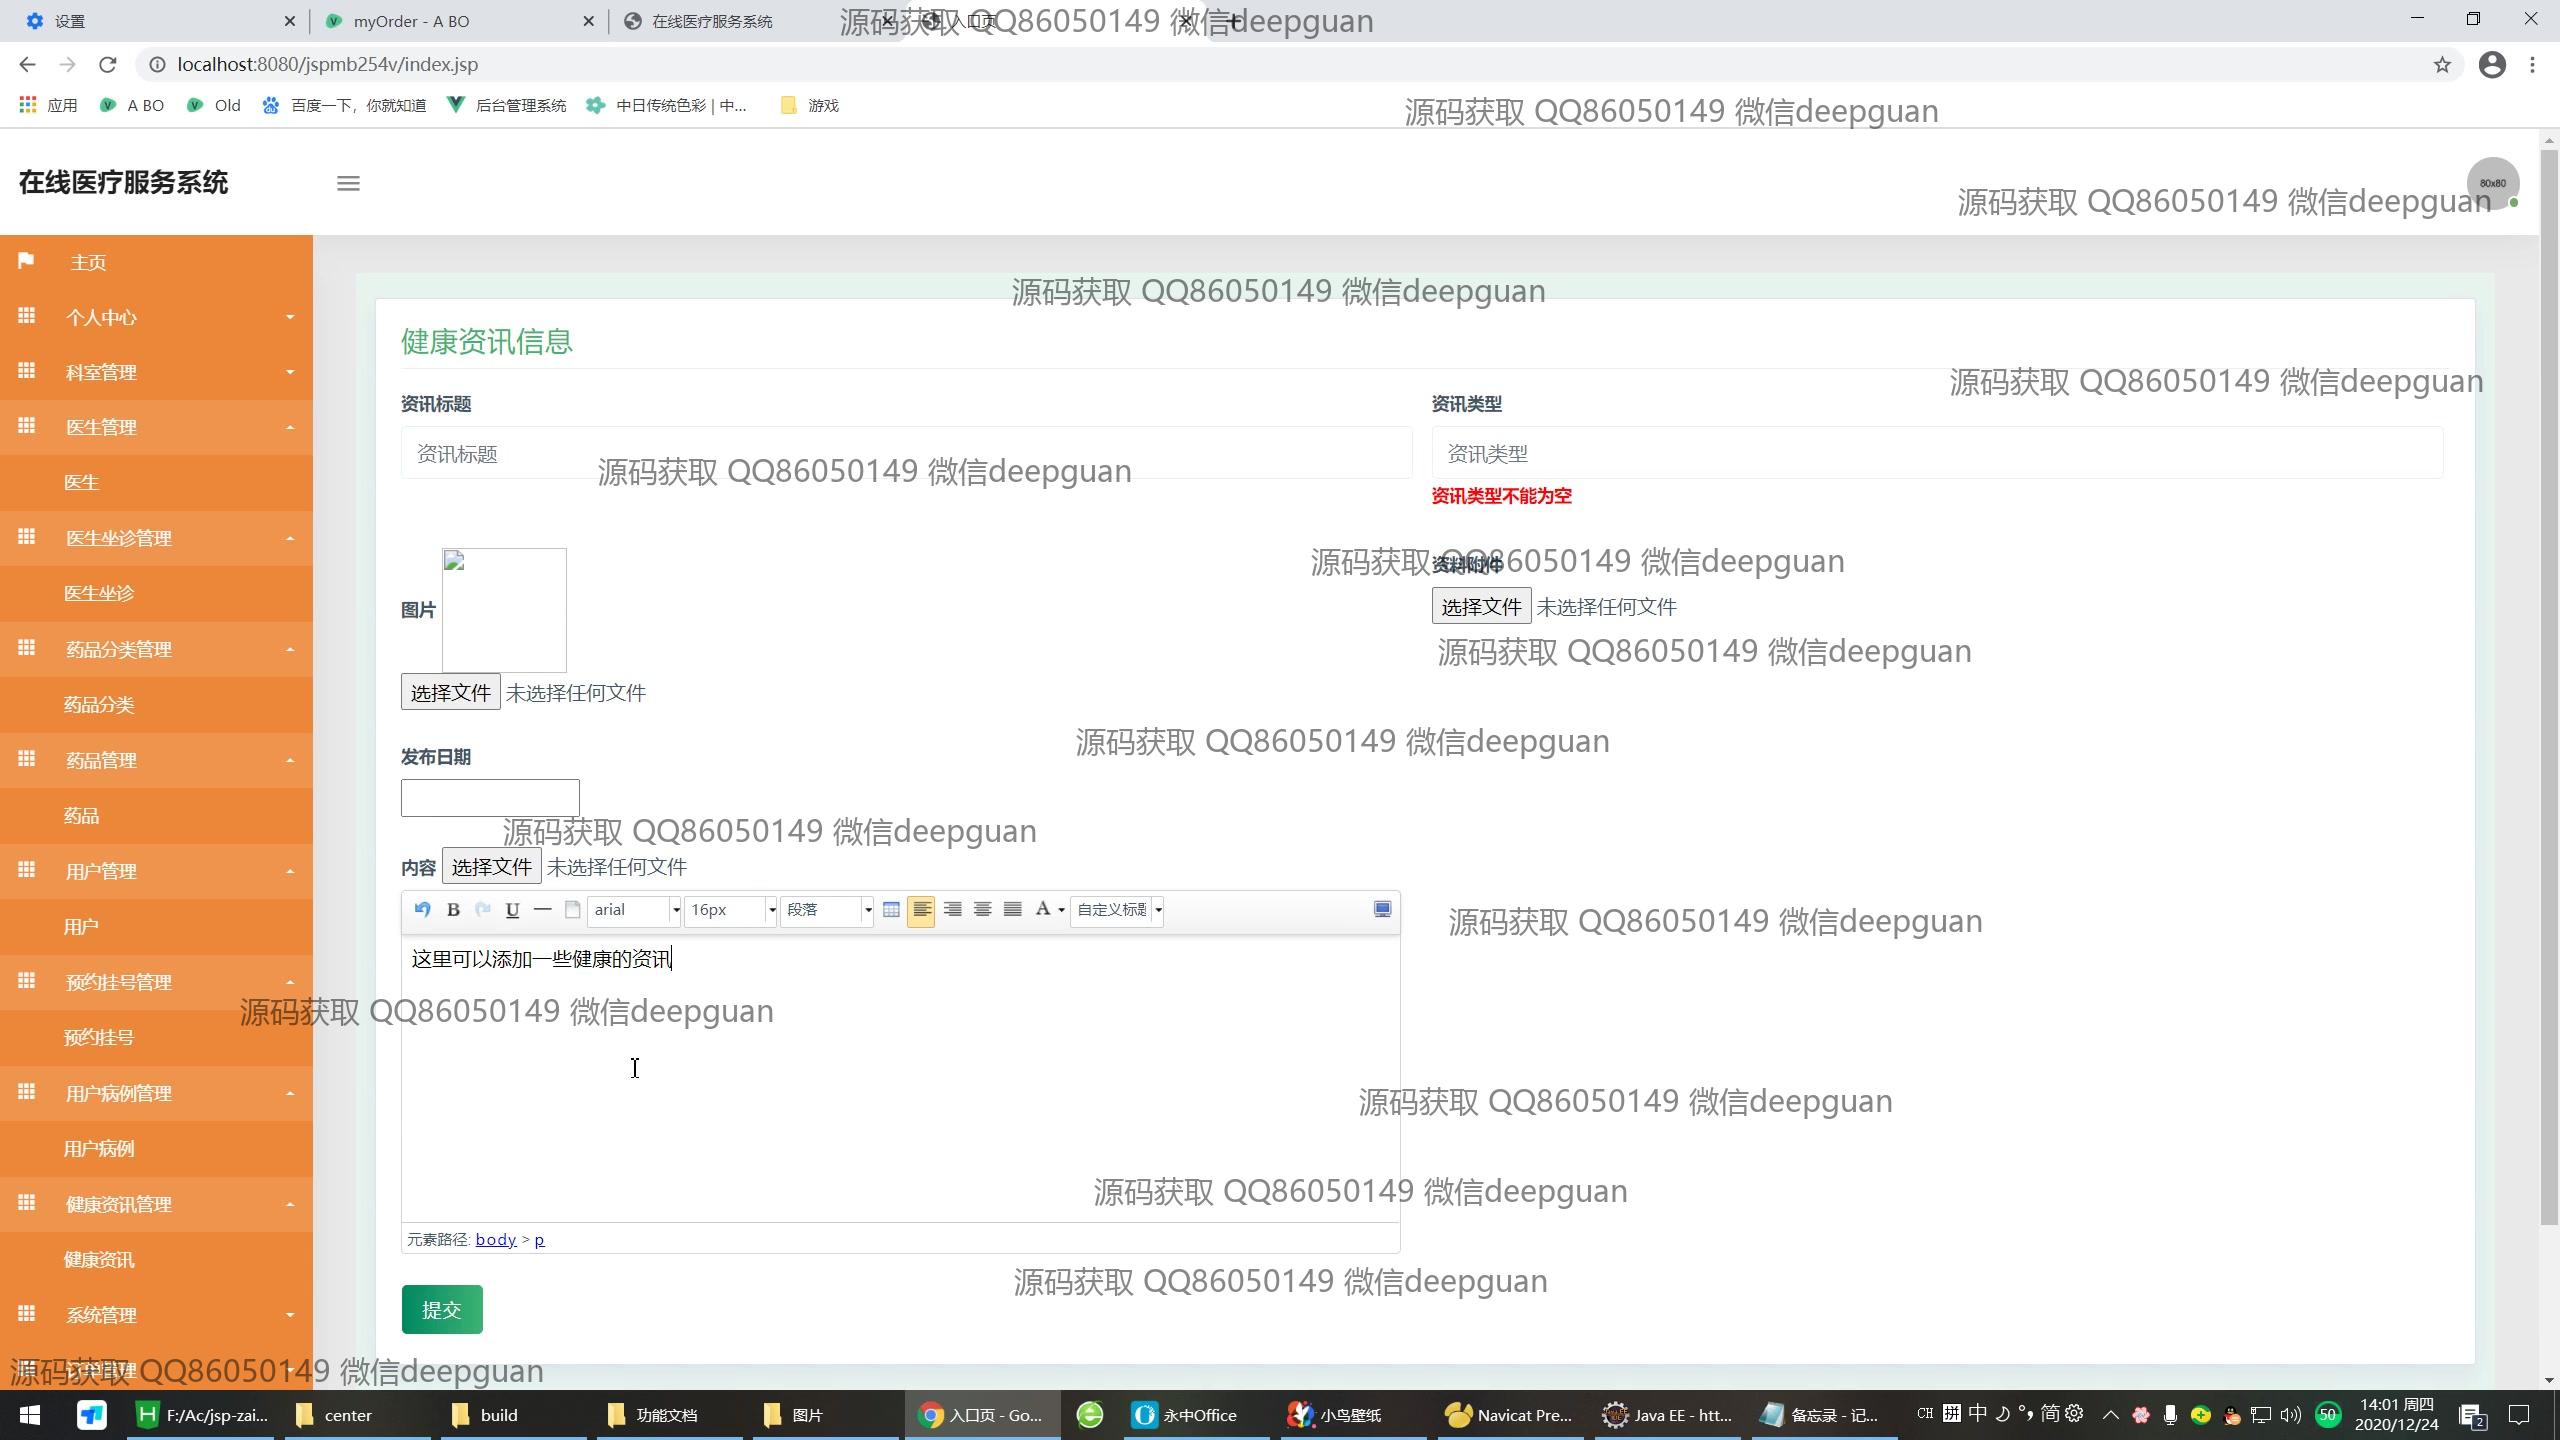 设置
myOrder - A BO
在线医疗服务系统
入口页
源码获取 QQ86050149 微信deepguan
localhost:8080/jspmb254v/index.jsp
应用
A BO
Old
百度一下，你就知道
后台管理系统
中日传统色彩 | 中...
游戏
源码获取 QQ86050149 微信deepguan
在线医疗服务系统
80x80
源码获取 QQ86050149 微信deepguan
主页
个人中心
科室管理
医生管理
医生
医生坐诊管理
医生坐诊
药品分类管理
药品分类
药品管理
药品
用户管理
用户
预约挂号管理
预约挂号
用户病例管理
用户病例
健康资讯管理
健康资讯
系统管理
订单管理
源码获取 QQ86050149 微信deepguan
健康资讯信息
源码获取 QQ86050149 微信deepguan
资讯标题
资讯类型
资讯标题
资讯类型
源码获取 QQ86050149 微信deepguan
资讯类型不能为空
源码获取 QQ86050149 微信deepguan
资料附件
图片
选择文件 未选择任何文件
源码获取 QQ86050149 微信deepguan
选择文件 未选择任何文件
源码获取 QQ86050149 微信deepguan
发布日期
源码获取 QQ86050149 微信deepguan
内容 选择文件 未选择任何文件
arial
16px
段落
自定义标题
源码获取 QQ86050149 微信deepguan
这里可以添加一些健康的资讯
源码获取 QQ86050149 微信deepguan
源码获取 QQ86050149 微信deepguan
源码获取 QQ86050149 微信deepguan
元素路径: body > p
源码获取 QQ86050149 微信deepguan
提交
源码获取 QQ86050149 微信deepguan
F:/Ac/jsp-zai...
center
build
功能文档
图片
入口页 - Go...
永中Office
小鸟壁纸
Navicat Pre...
Java EE - htt...
备忘录 - 记...
CH 拼 中 简
50
14:01 周四
2020/12/24
2